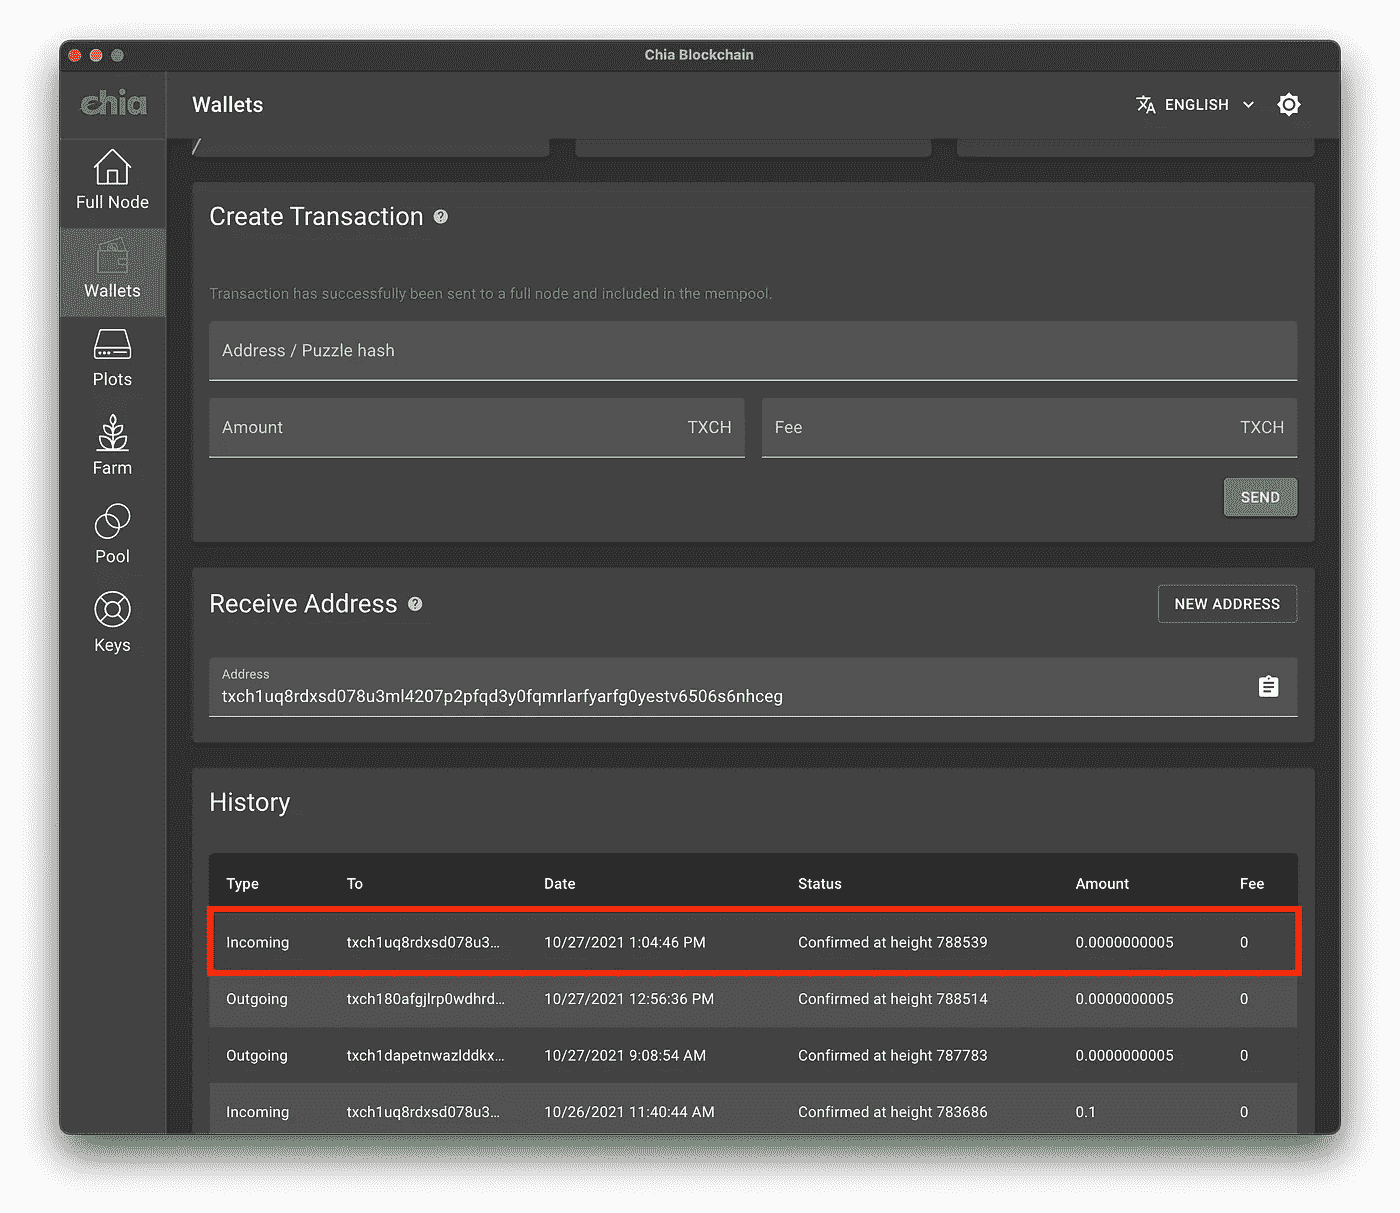 Chia Blockchain
chia
Wallets
ENGLISH
Full Node
Wallets
Plots
Farm
Pool
Keys
Create Transaction
Transaction has successfully been sent to a full node and included in the mempool.
Address / Puzzle hash
Amount TXCH Fee TXCH
SEND
Receive Address
NEW ADDRESS
Address
txch1uq8rdxsd078u3ml4207p2pfqd3y0fqmrlarfyarfg0yestv6506s6nhceg
History
Type To Date Status Amount Fee
Incoming txch1uq8rdxsd078u3... 10/27/2021 1:04:46 PM Confirmed at height 788539 0.0000000005 0
Outgoing txch180afgjlrp0wdhrd... 10/27/2021 12:56:36 PM Confirmed at height 788514 0.0000000005 0
Outgoing txch1dapetnwazlddkx... 10/27/2021 9:08:54 AM Confirmed at height 787783 0.0000000005 0
Incoming txch1uq8rdxsd078u3... 10/26/2021 11:40:44 AM Confirmed at height 783686 0.1 0